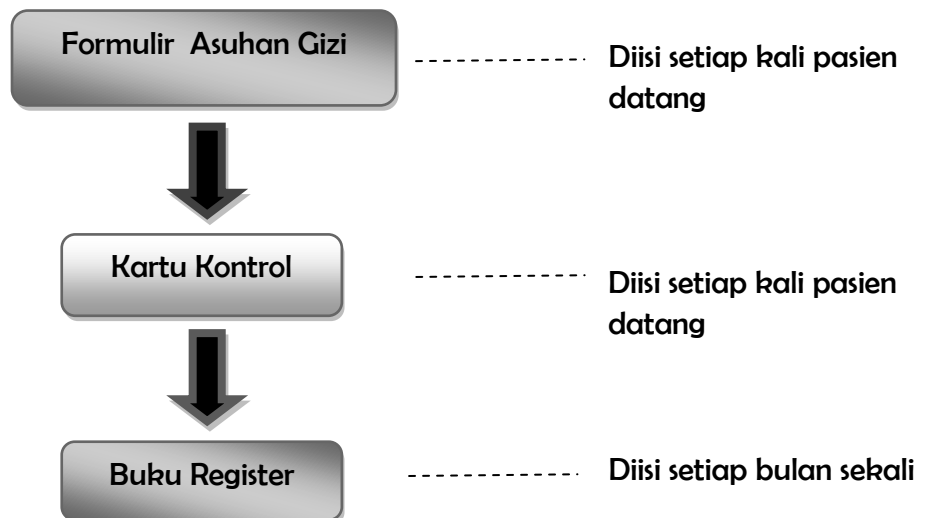 Formulir Asuhan Gizi
Diisi setiap kali pasien
datang
Kartu Kontrol
Diisi setiap kali pasien
datang
Buku Register
Diisi setiap bulan sekali